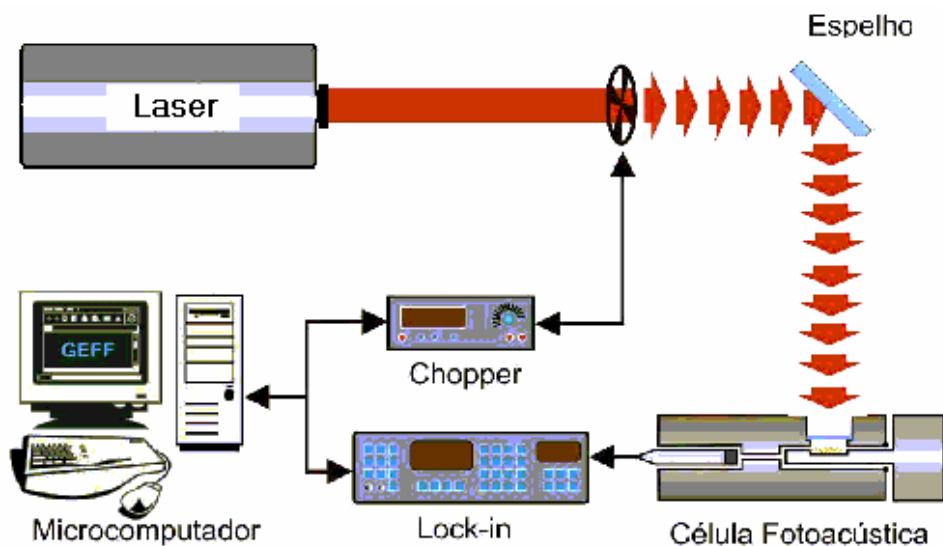 Espelho
Laser
GEFF
Chopper
Microcomputador
Lock-in
Célula Fotoacústica